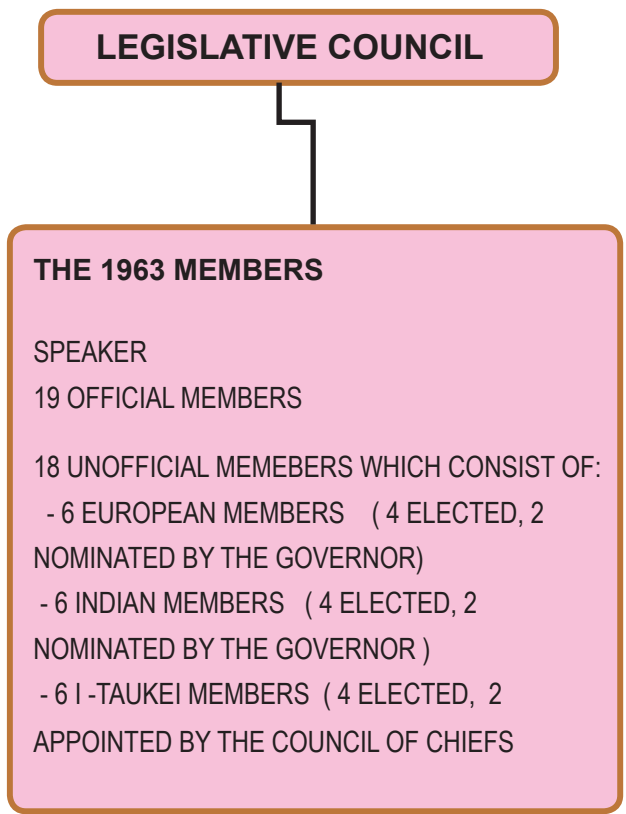 LEGISLATIVE COUNCIL
THE 1963 MEMBERS
SPEAKER
19 OFFICIAL MEMBERS
18 UNOFFICIAL MEMEBERS WHICH CONSIST OF:
- 6 EUROPEAN MEMBERS ( 4 ELECTED, 2
NOMINATED BY THE GOVERNOR)
- 6 INDIAN MEMBERS ( 4 ELECTED, 2
NOMINATED BY THE GOVERNOR )
- 6 I -TAUKEI MEMBERS ( 4 ELECTED, 2
APPOINTED BY THE COUNCIL OF CHIEFS